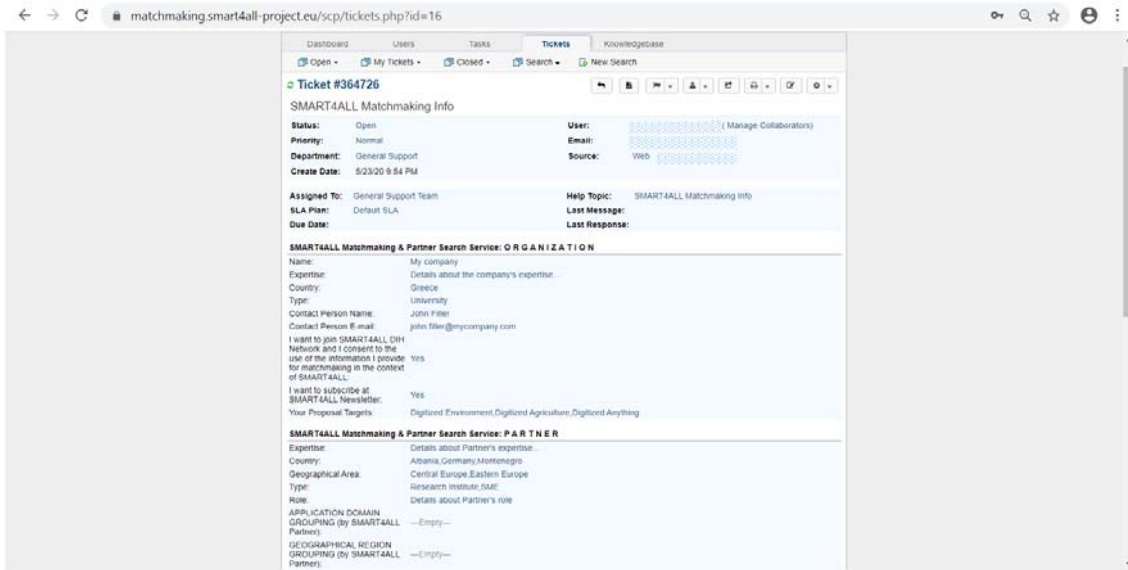 matchmaking.smart4all-project.eu/scp/tickets.php?id=16
Dashboard Users Tasks Tickets Knowledgebase
Open My Tickets Closed Search New Search
Ticket #364726
SMART4ALL Matchmaking Info
Status: Open User: ( Manage Collaborators)
Priority: Normal Email:
Department: General Support Source: Web
Create Date: 5/23/20 9:54 PM
Assigned To: General Support Team Help Topic: SMART4ALL Matchmaking Info
SLA Plan: Default SLA Last Message:
Due Date: Last Response:
SMART4ALL Matchmaking & Partner Search Service: O R G A N I Z A T I O N
Name: My company
Expertise: Details about the company's expertise...
Country: Greece
Type: University
Contact Person Name: John Filler
Contact Person E-mail: john.filler@mycompany.com
I want to join SMART4ALL DIH
Network and I consent to the
use of the information I provide Yes
for matchmaking in the context
of SMART4ALL:
I want to subscribe at
SMART4ALL Newsletter: Yes
Your Proposal Targets: Digitized Environment,Digitized Agriculture,Digitized Anything
SMART4ALL Matchmaking & Partner Search Service: P A R T N E R
Expertise: Details about Partner's expertise...
Country: Albania,Germany,Montenegro
Geographical Area: Central Europe,Eastern Europe
Type: Research Institute,SME
Role: Details about Partner's role
APPLICATION DOMAIN
GROUPING (by SMART4ALL —Empty—
Partner):
GEOGRAPHICAL REGION
GROUPING (by SMART4ALL —Empty—
Partner):